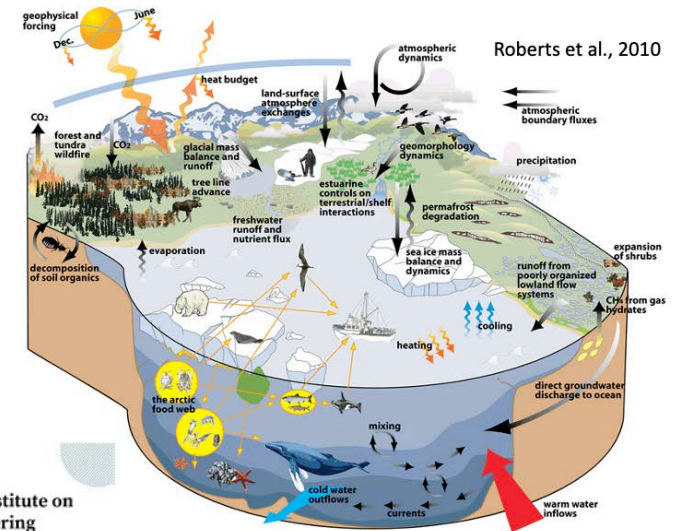 geophysical
forcing
June
Dec.
Roberts et al., 2010
atmospheric
dynamics
heat budget
land-surface
atmosphere
exchanges
atmospheric
boundary fluxes
CO₂
forest and
tundra
wildfire
CO₂
glacial mass
balance and
runoff
geomorphology
dynamics
precipitation
tree line
advance
estuarine
controls on
terrestrial/shelf
interactions
permafrost
degradation
freshwater
runoff and
nutrient flux
evaporation
sea ice mass
balance and
dynamics
expansion
of shrubs
decomposition
of soil organics
runoff from
poorly organized
lowland flow
systems
CH₄ from gas
hydrates
cooling
heating
direct groundwater
discharge to ocean
the arctic
food web
mixing
stitute on
ering
cold water
outflows
currents
warm water
inflows